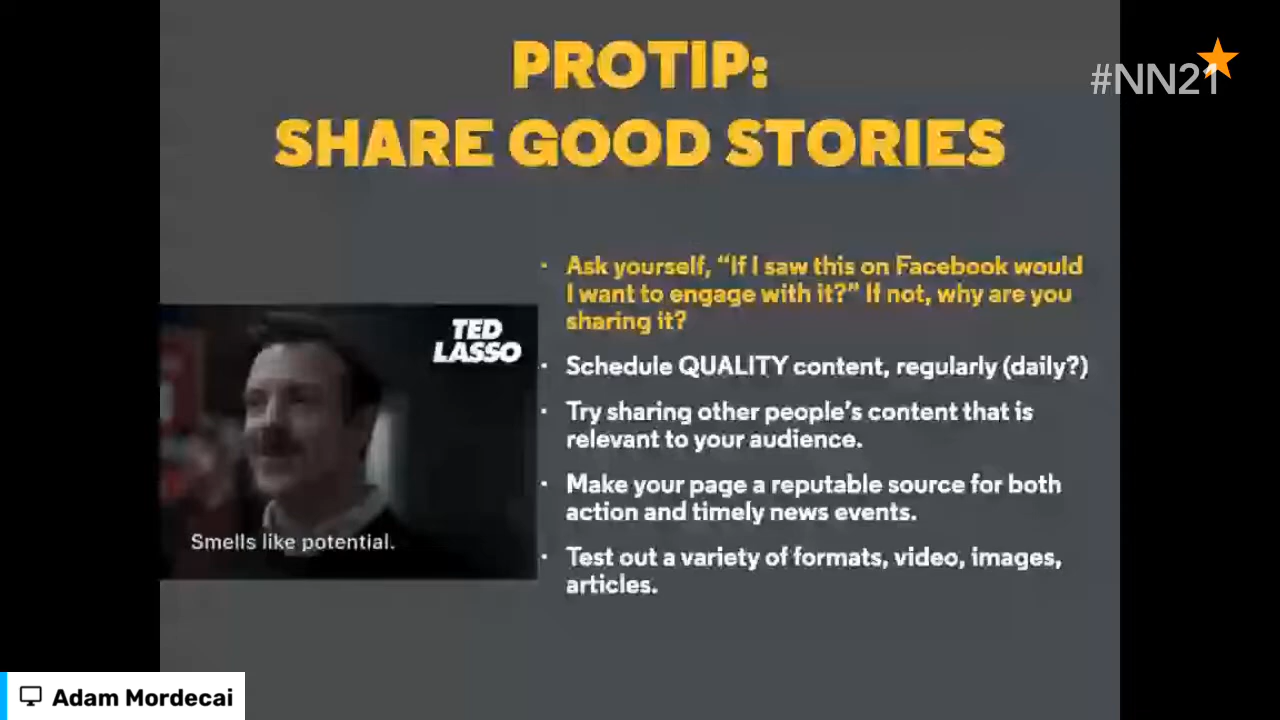 PROTIP:
SHARE GOOD STORIES
#NN21
· Ask yourself, “If I saw this on Facebook would
I want to engage with it?” If not, why are you
sharing it?
· Schedule QUALITY content, regularly (daily?)
· Try sharing other people’s content that is
relevant to your audience.
· Make your page a reputable source for both
action and timely news events.
· Test out a variety of formats, video, images,
articles.
TED
LASSO
Smells like potential.
Adam Mordecai